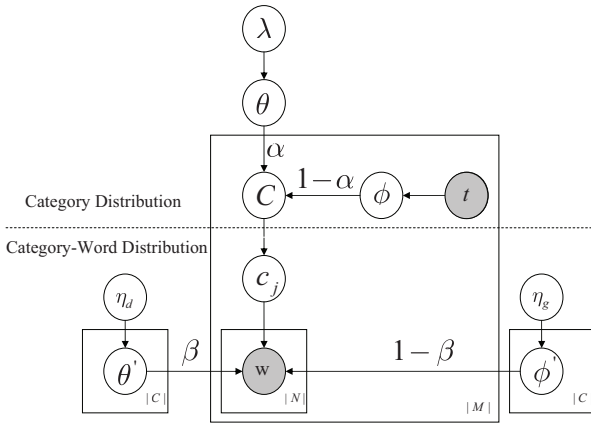 λ
θ
α
C
1−α
ϕ
t
Category Distribution
Category-Word Distribution
c_j
η_d
η_g
θ'
β
w
1−β
ϕ'
|C|
|N|
|M|
|C